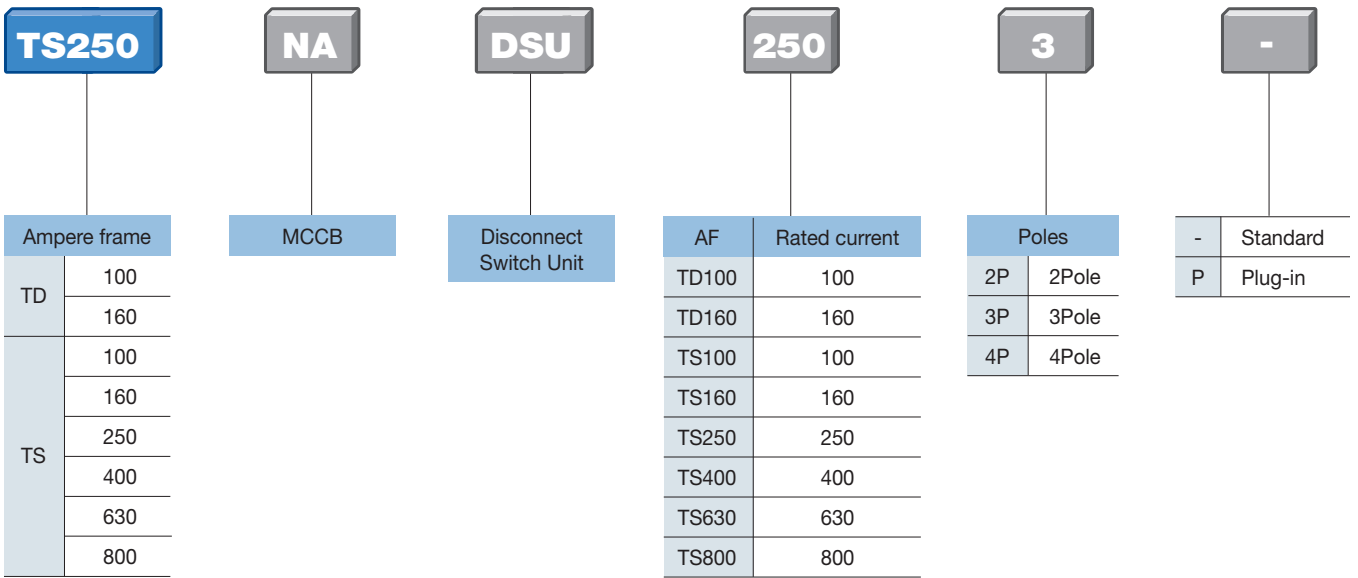 TS250 NA DSU 250 3 -
Ampere frame
TD
100
160
TS
100
160
250
400
630
800
MCCB
Disconnect
Switch Unit
AF Rated current
TD100 100
TD160 160
TS100 100
TS160 160
TS250 250
TS400 400
TS630 630
TS800 800
Poles
2P 2Pole
3P 3Pole
4P 4Pole
- Standard
P Plug-in